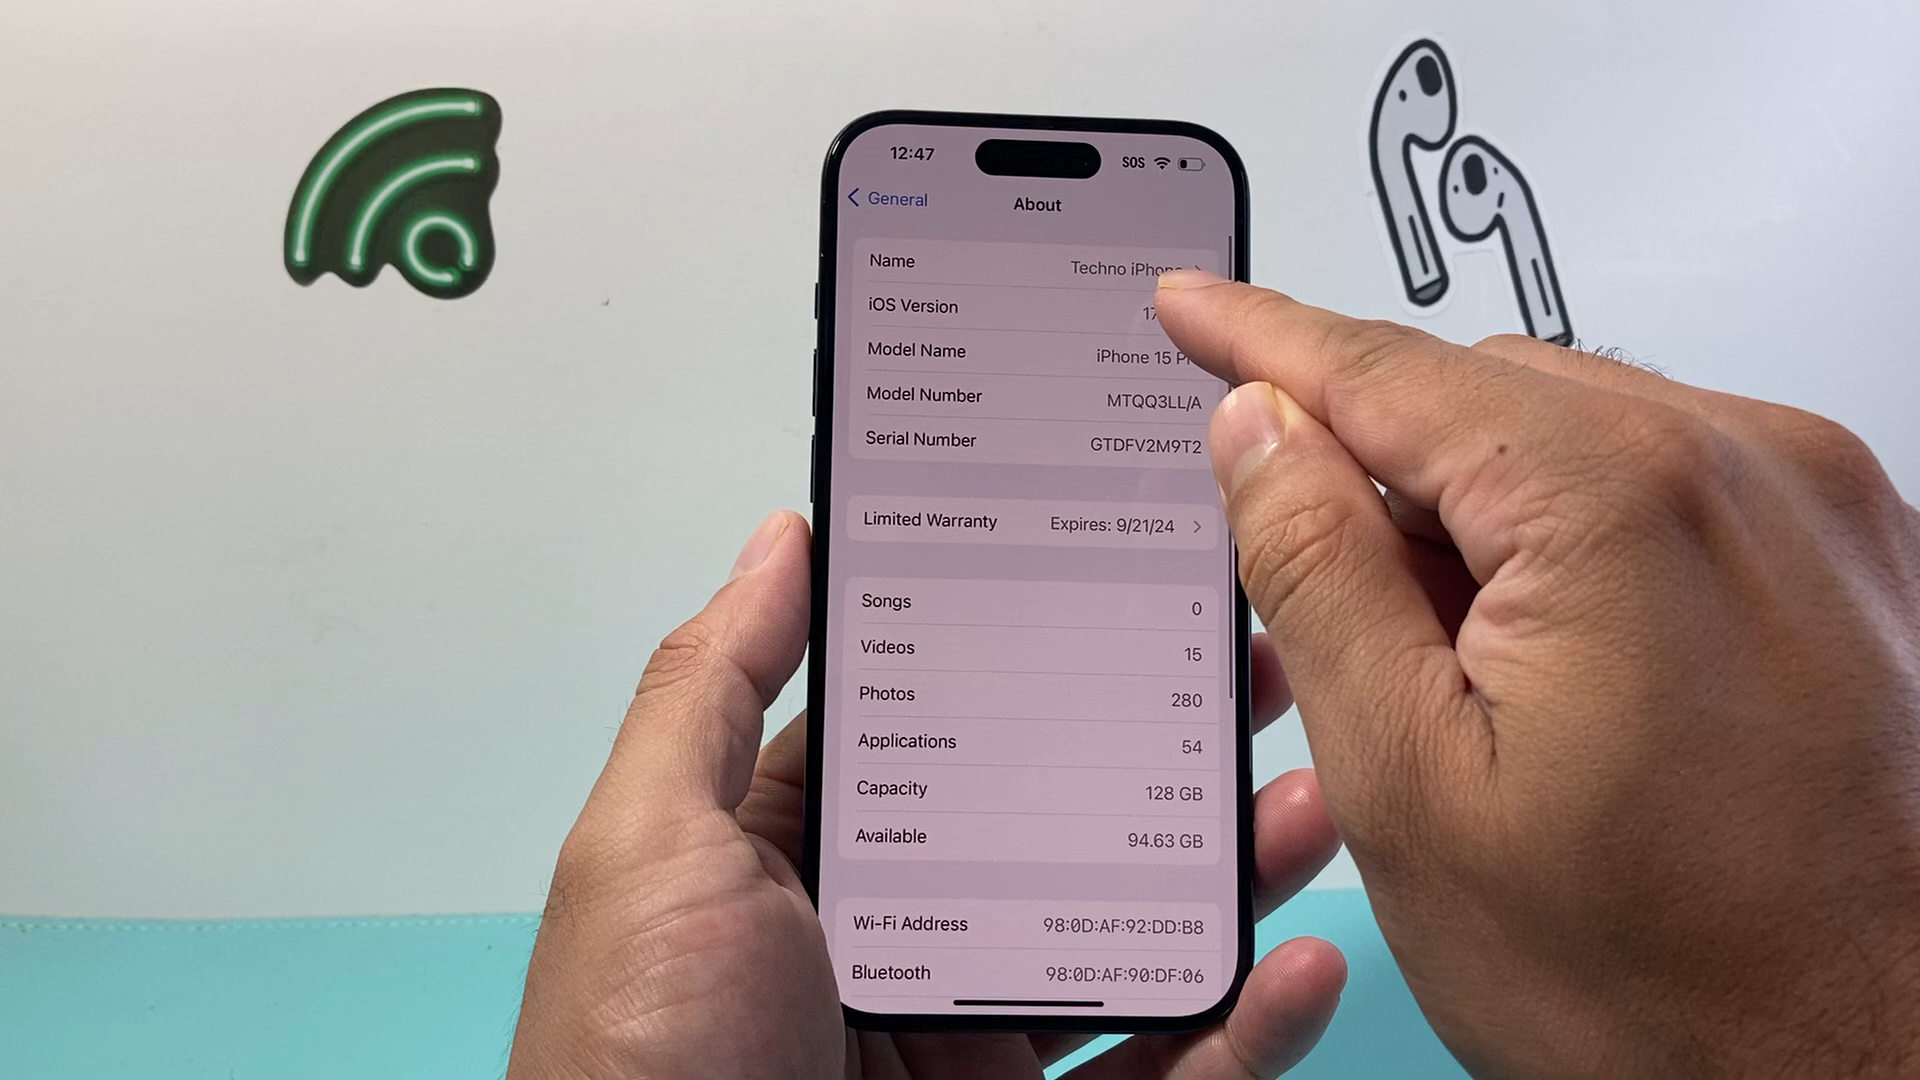 12:47
SOS
General
About
Name Techno iPhone
iOS Version 17
Model Name iPhone 15
Model Number MTQQ3LL/A
Serial Number GTDFV2M9T2
Limited Warranty Expires: 9/21/24
Songs 0
Videos 15
Photos 280
Applications 54
Capacity 128 GB
Available 94.63 GB
Wi-Fi Address 98:0D:AF:92:DD:B8
Bluetooth 98:0D:AF:90:DF:06